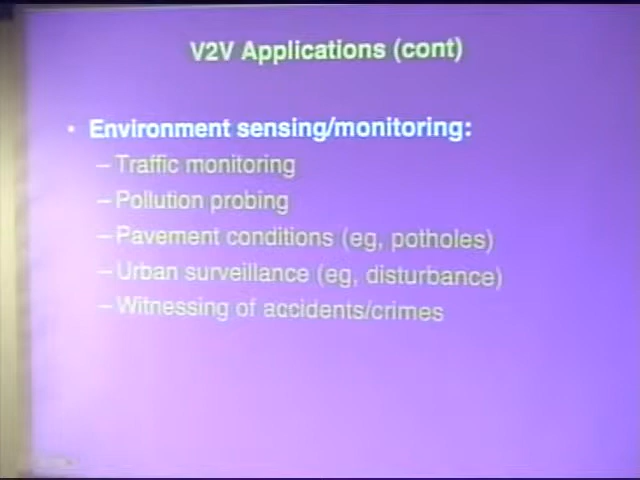 V2V Applications (cont)
• Environment sensing/monitoring:
– Traffic monitoring
– Pollution probing
– Pavement conditions (eg, potholes)
– Urban surveillance (eg, disturbance)
– Witnessing of accidents/crimes